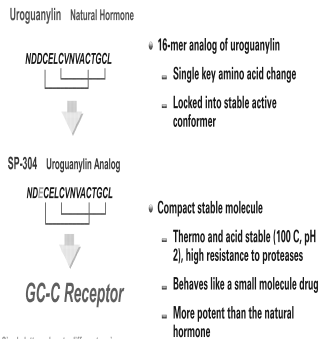 Uroguanylin Natural Hormone
NDDCELCVNVACTGCL
16-mer analog of uroguanylin
Single key amino acid change
Locked into stable active
conformer
SP-304 Uroguanylin Analog
NDECELCVNVACTGCL
GC-C Receptor
Compact stable molecule
Thermo and acid stable (100 C, pH
2), high resistance to proteases
Behaves like a small molecule drug
More potent than the natural
hormone